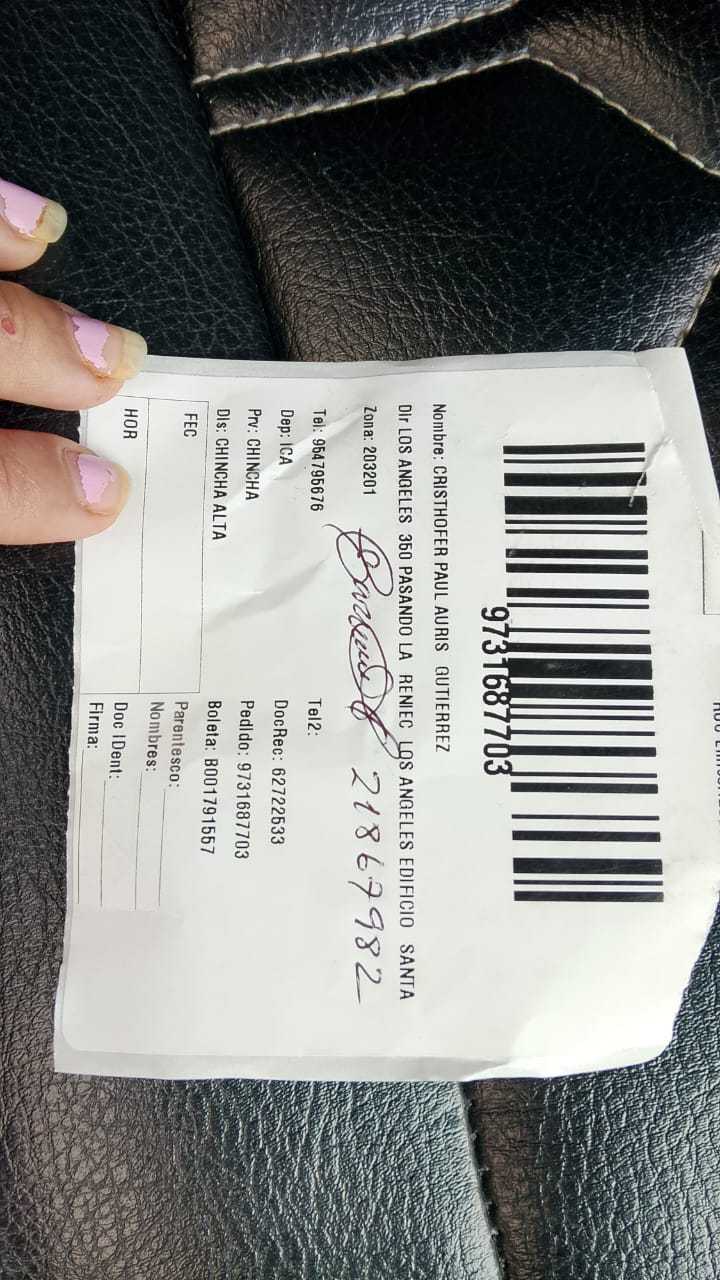 9731687703
Nombre: CRISTHOFER PAUL AURIS GUTIERREZ
Dir LOS ANGELES 350 PASANDO LA RENIEC LOS ANGELES EDIFICIO SANTA
Zona: 203201
21867982
Tel: 954795676 Tel2:
Dep: ICA DocRec: 62722533
Prv: CHINCHA Pedido: 9731687703
Dis: CHINCHA ALTA Boleta: B001791557
FEC
Parentesco:
Nombres:
HOR
Doc IDent:
Firma: